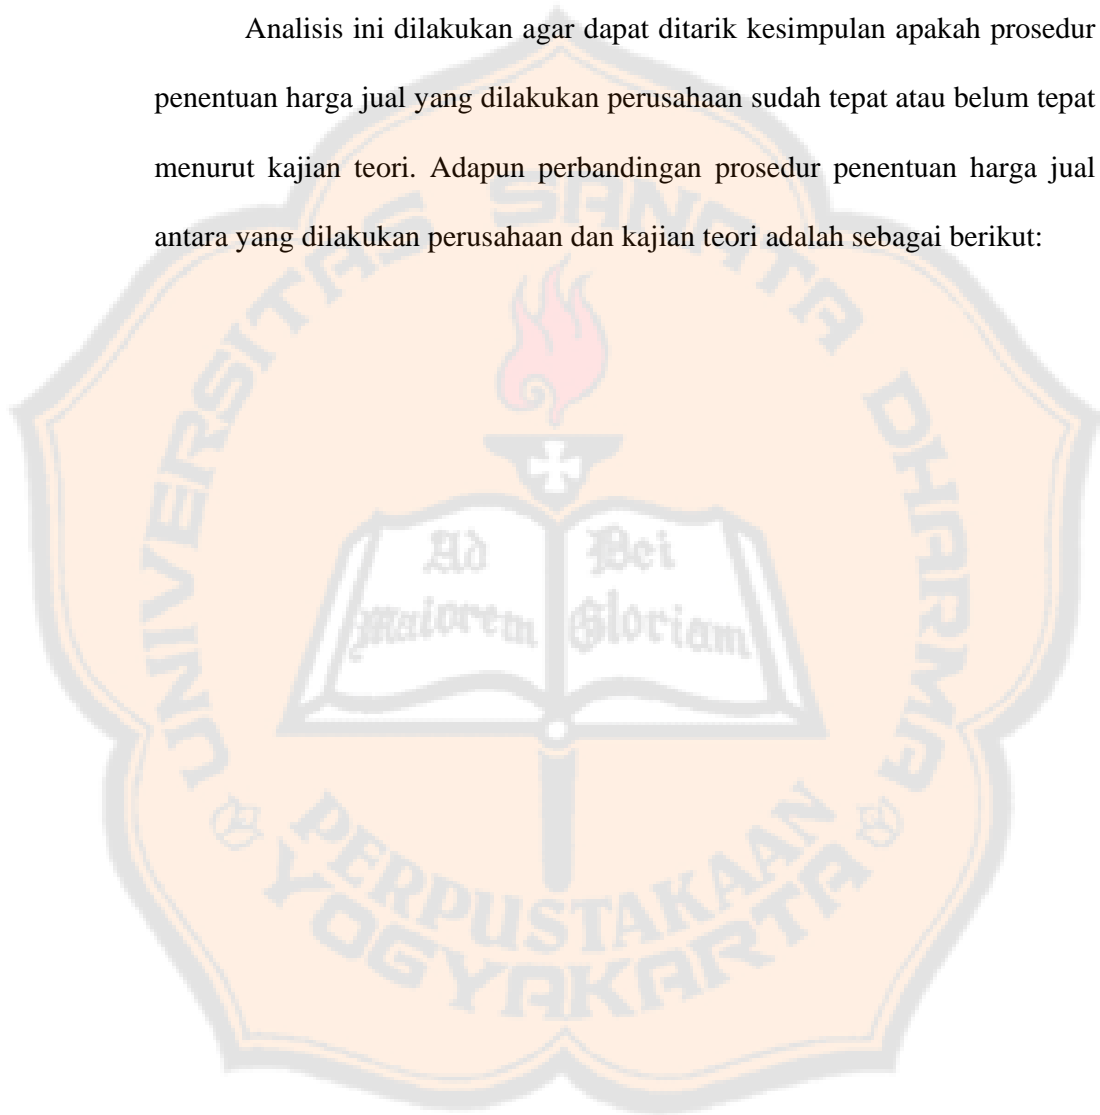 Analisis ini dilakukan agar dapat ditarik kesimpulan apakah prosedur
penentuan harga jual yang dilakukan perusahaan sudah tepat atau belum tepat
menurut kajian teori. Adapun perbandingan prosedur penentuan harga jual
antara yang dilakukan perusahaan dan kajian teori adalah sebagai berikut:
UNIVERSITAS SANATA DHARMA
Ad Dei
maiorem Gloriam
PERPUSTAKAAN
YOGYAKARTA